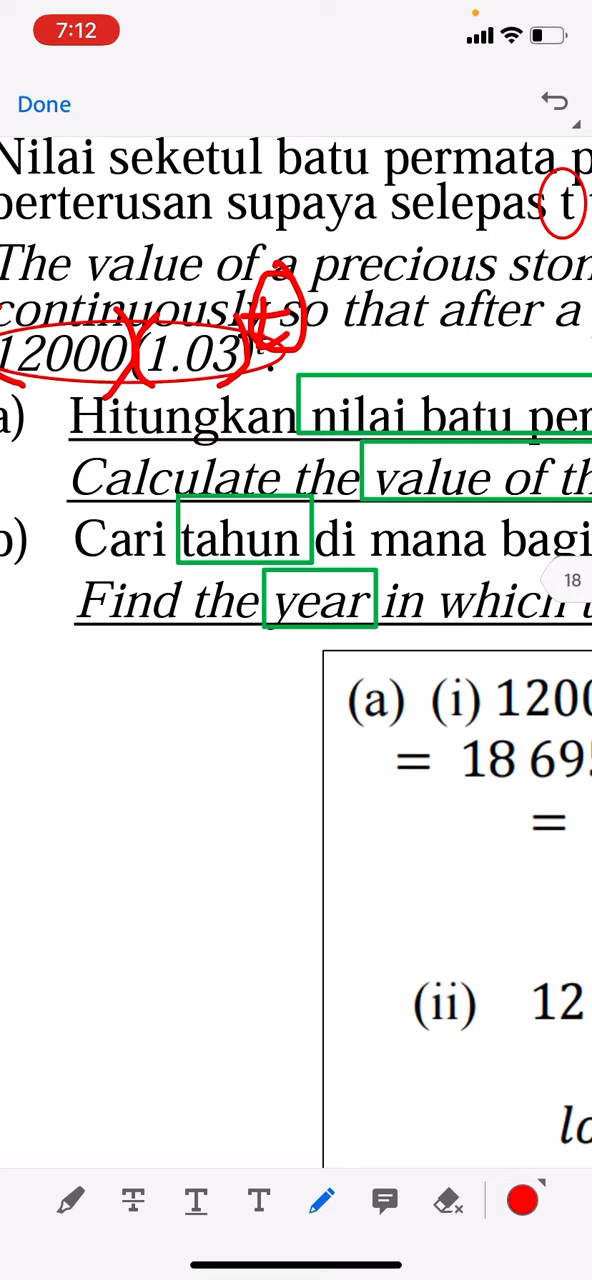 7:12
Done
Nilai seketul batu permata p
perterusan supaya selepas t
The value of a precious ston
continuously so that after a
t
12000(1.03)ᵗ.
a) Hitungkan nilai batu per
Calculate the value of th
b) Cari tahun di mana bagi
Find the year in which
18
(a) (i) 1200
= 18 695
=
(ii) 12
lo
T T T